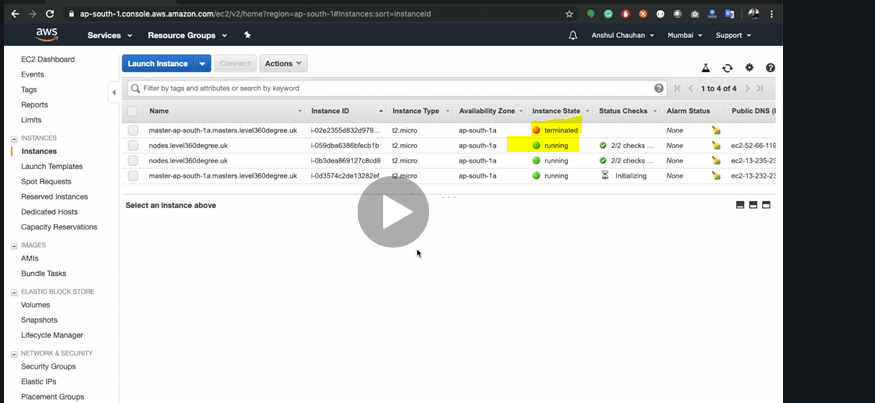 ap-south-1.console.aws.amazon.com/ec2/v2/home?region=ap-south-1#Instances:sort=instanceId
aws Services Resource Groups Anshul Chauhan Mumbai Support
EC2 Dashboard
Events
Tags
Reports
Limits
INSTANCES
Instances
Launch Templates
Spot Requests
Reserved Instances
Dedicated Hosts
Capacity Reservations
IMAGES
AMIs
Bundle Tasks
ELASTIC BLOCK STORE
Volumes
Snapshots
Lifecycle Manager
NETWORK & SECURITY
Security Groups
Elastic IPs
Placement Groups
Launch Instance Connect Actions
Filter by tags and attributes or search by keyword 1 to 4 of 4
Name Instance ID Instance Type Availability Zone Instance State Status Checks Alarm Status Public DNS (I
master-ap-south-1a.masters.level360degree.uk i-02e2355d832d979... t2.micro ap-south-1a terminated None
nodes.level360degree.uk i-059dba6386bfecb1b t2.micro ap-south-1a running 2/2 checks ... None ec2-52-66-119
nodes.level360degree.uk i-0b3dea869127c8cd8 t2.micro ap-south-1a running 2/2 checks ... None ec2-13-235-23
master-ap-south-1a.masters.level360degree.uk i-0d3574c2de13282ef t2.micro ap-south-1a running Initializing None ec2-13-232-23
Select an instance above